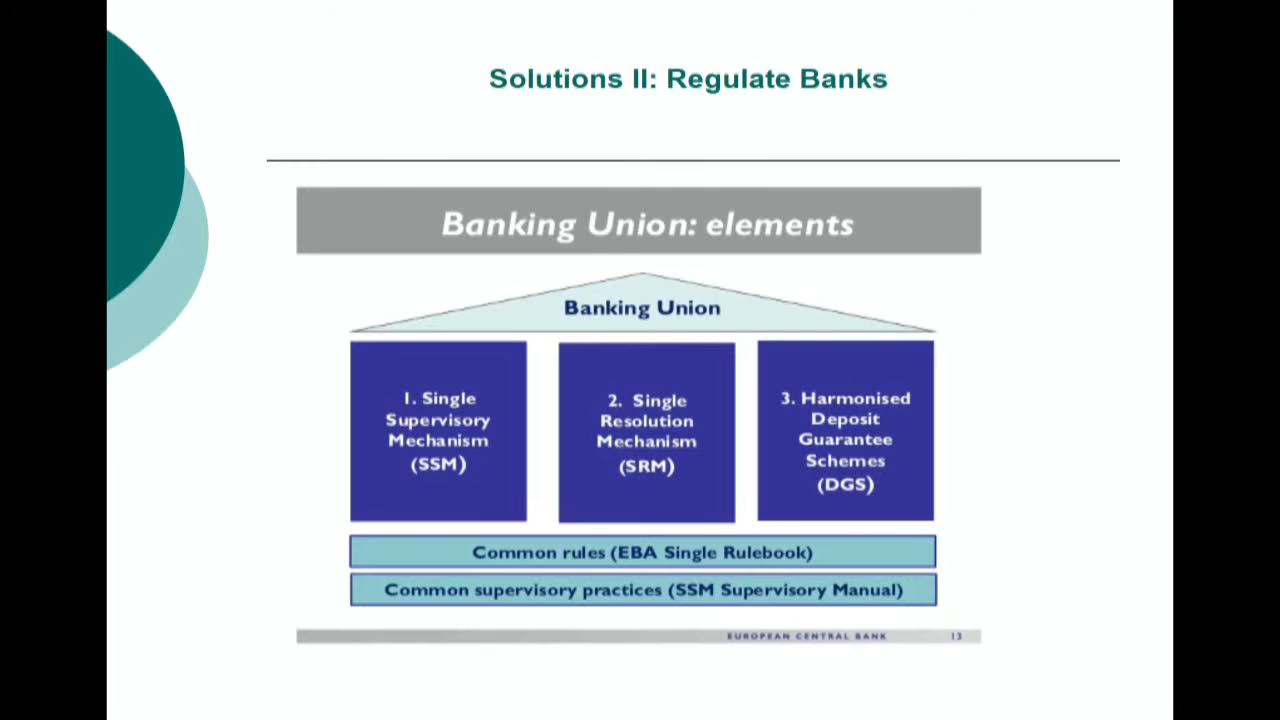 Solutions II: Regulate Banks
Banking Union: elements
Banking Union
1. Single
Supervisory
Mechanism
(SSM)
2. Single
Resolution
Mechanism
(SRM)
3. Harmonised
Deposit
Guarantee
Schemes
(DGS)
Common rules (EBA Single Rulebook)
Common supervisory practices (SSM Supervisory Manual)
EUROPEAN CENTRAL BANK 13